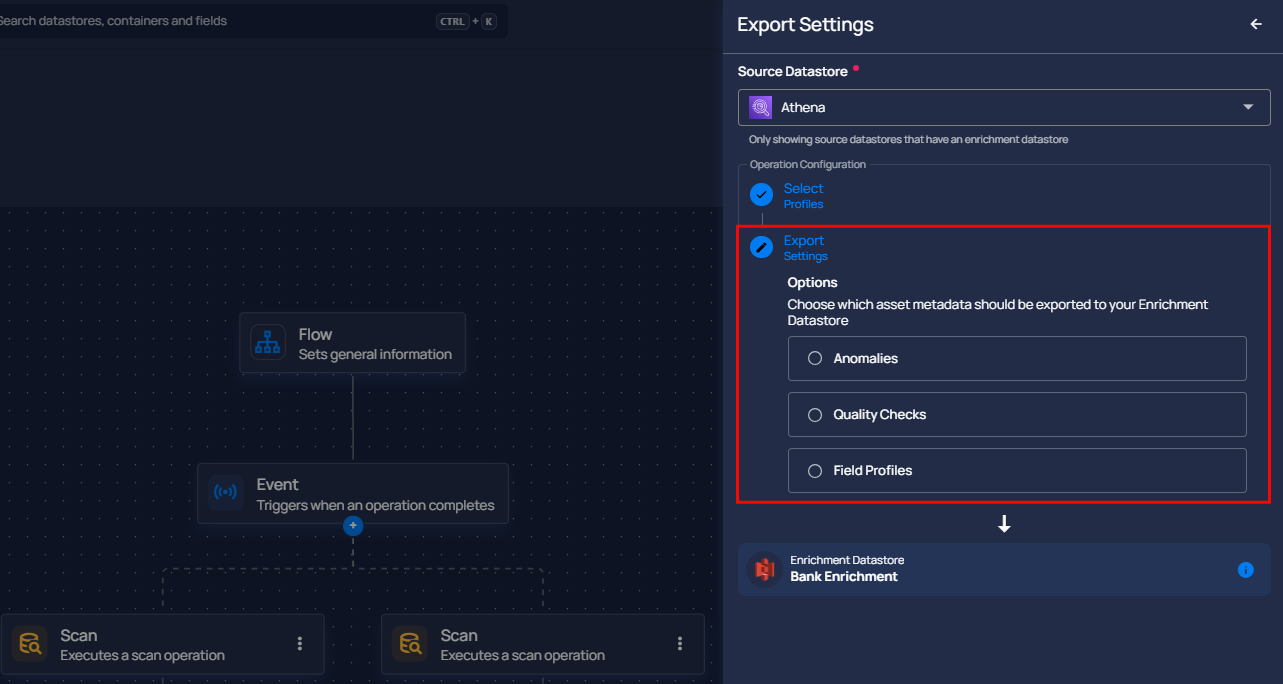 Search datastores, containers and fields
CTRL + K
Flow
Sets general information
Event
Triggers when an operation completes
+
Scan
Executes a scan operation
Scan
Executes a scan operation
Export Settings
Source Datastore
Athena
Only showing source datastores that have an enrichment datastore
Operation Configuration
Select
Profiles
Export
Settings
Options
Choose which asset metadata should be exported to your Enrichment
Datastore
Anomalies
Quality Checks
Field Profiles
Enrichment Datastore
Bank Enrichment